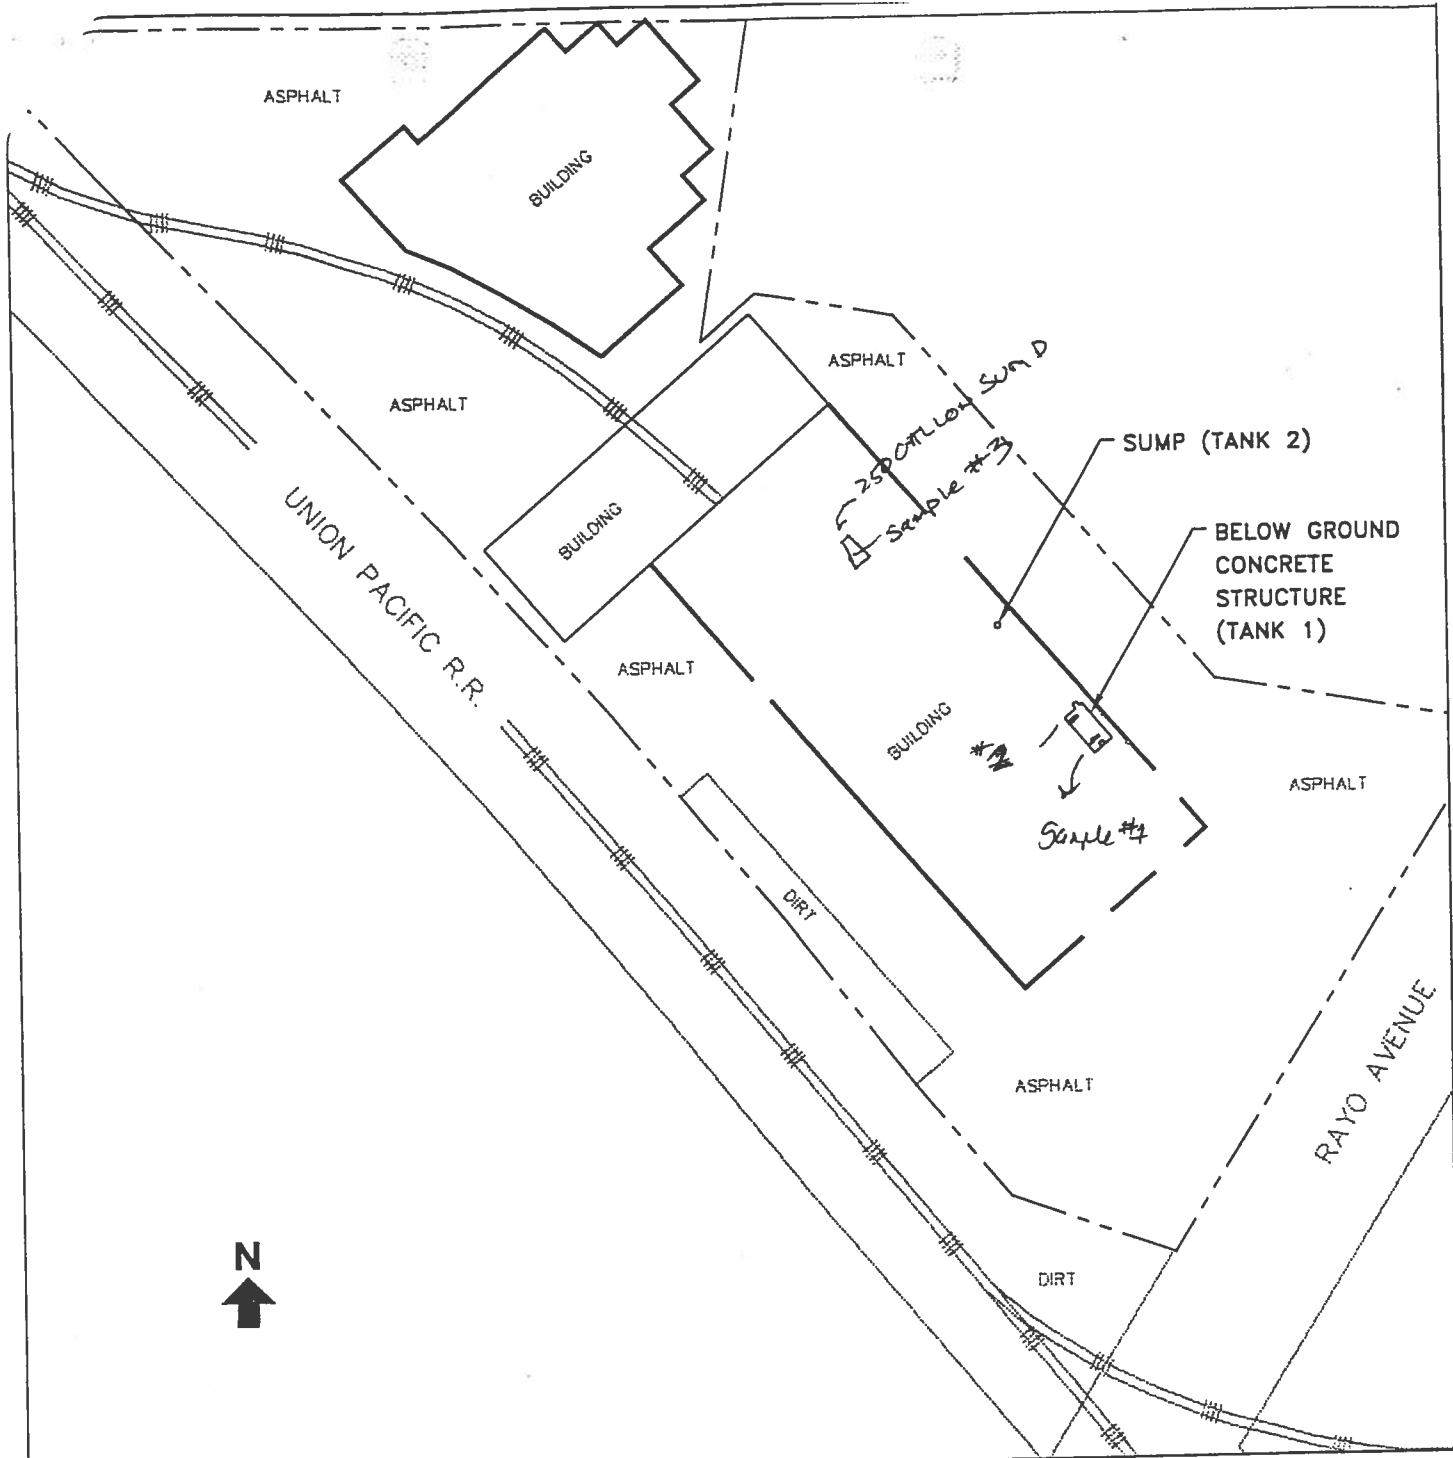 ASPHALT
BUILDING
ASPHALT
ASPHALT
250 GALLON SUMP
Sample #3
SUMP (TANK 2)
BUILDING
BELOW GROUND
CONCRETE
STRUCTURE
(TANK 1)
UNION PACIFIC R.R.
ASPHALT
BUILDING
ASPHALT
Sample #1
DIRT
RAYO AVENUE
ASPHALT
N
DIRT